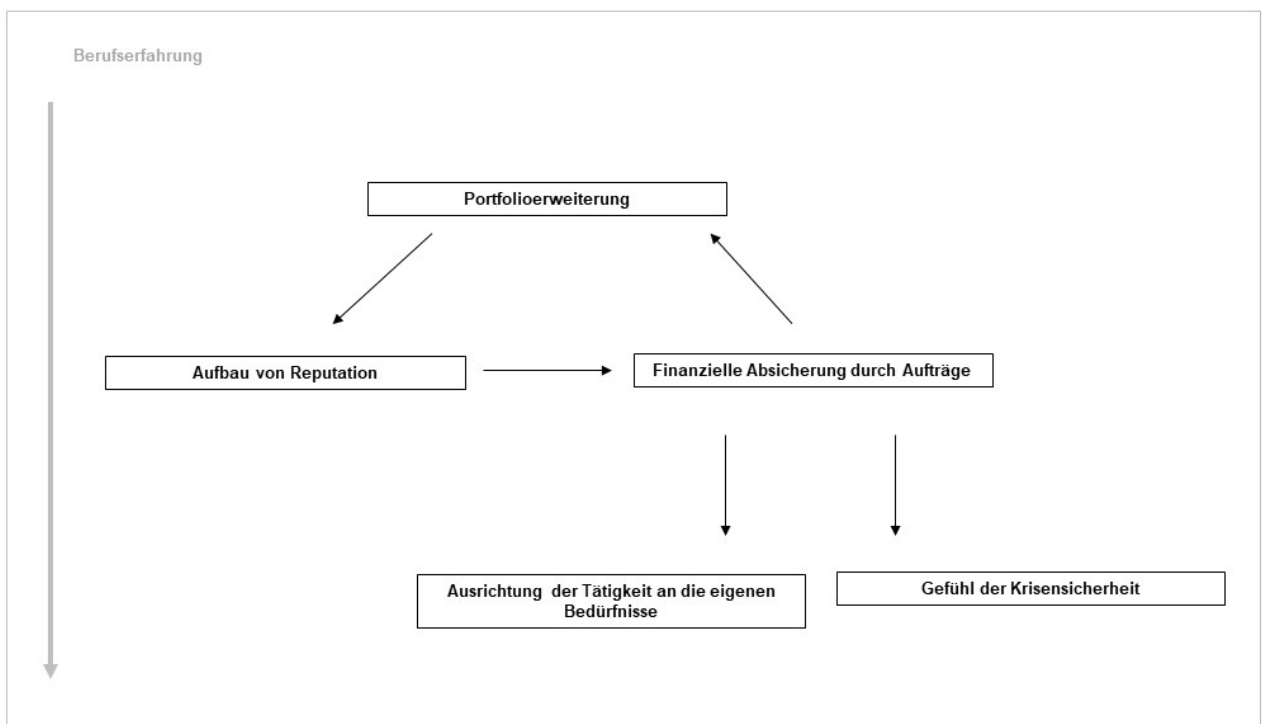 Berufserfahrung
Portfolioerweiterung
Aufbau von Reputation
Finanzielle Absicherung durch Aufträge
Ausrichtung der Tätigkeit an die eigenen
Bedürfnisse
Gefühl der Krisensicherheit